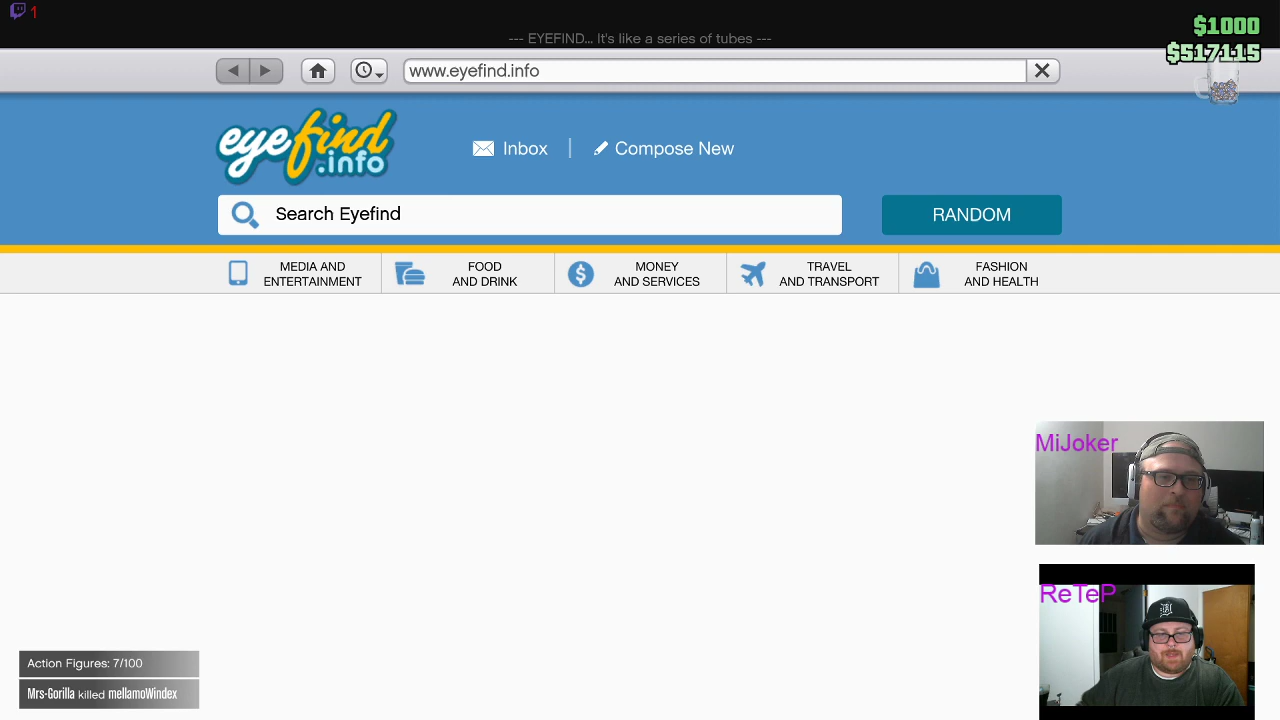 1
--- EYEFIND... It's like a series of tubes ---
$1000
$517115
www.eyefind.info
eyefind
.info
Inbox
Compose New
Search Eyefind
RANDOM
MEDIA AND
ENTERTAINMENT
FOOD
AND DRINK
MONEY
AND SERVICES
TRAVEL
AND TRANSPORT
FASHION
AND HEALTH
MiJoker
ReTeP
Action Figures: 7/100
Mrs-Gorilla killed mellamoWindex